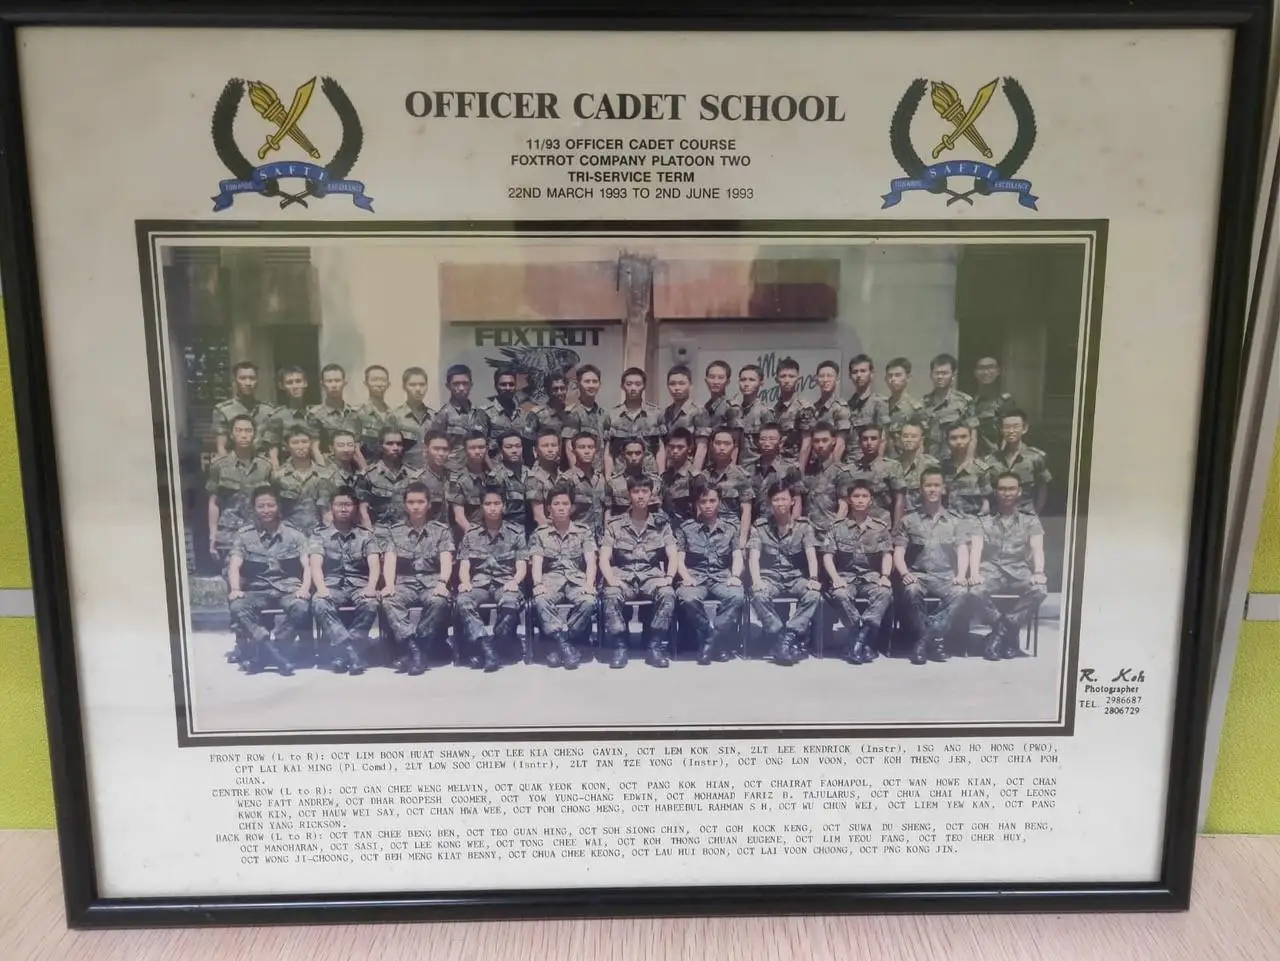 OFFICER CADET SCHOOL
11/93 OFFICER CADET COURSE
FOXTROT COMPANY PLATOON TWO
TRI-SERVICE TERM
22ND MARCH 1993 TO 2ND JUNE 1993
SAFTI
TOWARDS EXCELLENCE
SAFTI
TOWARDS EXCELLENCE
FOXTROT
R. Koh
Photographer
TEL. 2986687
2806729
FRONT ROW (L to R): OCT LIM BOON HUAT SHAWN, OCT LEE KIA CHENG GAVIN, OCT LEM KOK SIN, 2LT LEE KENDRICK (Instr), 1SG ANG HO HONG (PWO),
CPT LAI KAI MING (Pl Comd), 2LT LOW SOO CHIEW (Isntr), 2LT TAN TZE YONG (Instr), OCT ONG LON VOON, OCT KOH THENG JER, OCT CHIA POH
GUAN.
CENTRE ROW (L to R): OCT GAN CHEE WENG MELVIN, OCT QUAK YEOK KOON, OCT PANG KOK HIAN, OCT CHAIRAT FAOHAPOL, OCT WAN HOWE KIAN, OCT CHAN
WENG FATT ANDREW, OCT DHAR ROOPESH COOMER, OCT YOW YUNG-CHANG EDWIN, OCT MOHAMAD FARIZ B. TAJULARUS, OCT CHUA CHAI HIAN, OCT LEONG
KWOK KIN, OCT HAUW WEI SAY, OCT CHAN HWA WEE, OCT POH CHONG MENG, OCT HABEEBUL RAHMAN S H, OCT WU CHUN WEI, OCT LIEM YEW KAN, OCT PANG
CHIN YANG RICKSON.
BACK ROW (L to R): OCT TAN CHEE BENG BEN, OCT TEO GUAN HING, OCT SOH SIONG CHIN, OCT GOH KOCK KENG, OCT SUWA DU SHENG, OCT GOH HAN BENG,
OCT MANOHARAN, OCT SASI, OCT LEE KONG WEE, OCT TONG CHEE WAI, OCT KOH THONG CHUAN EUGENE, OCT LIM YEOU FANG, OCT TEO CHER HUY,
OCT WONG JI-CHOONG, OCT BEH MENG KIAT BENNY, OCT CHUA CHEE KEONG, OCT LAU HUI BOON, OCT LAI VOON CHOONG, OCT PNG KONG JIN.